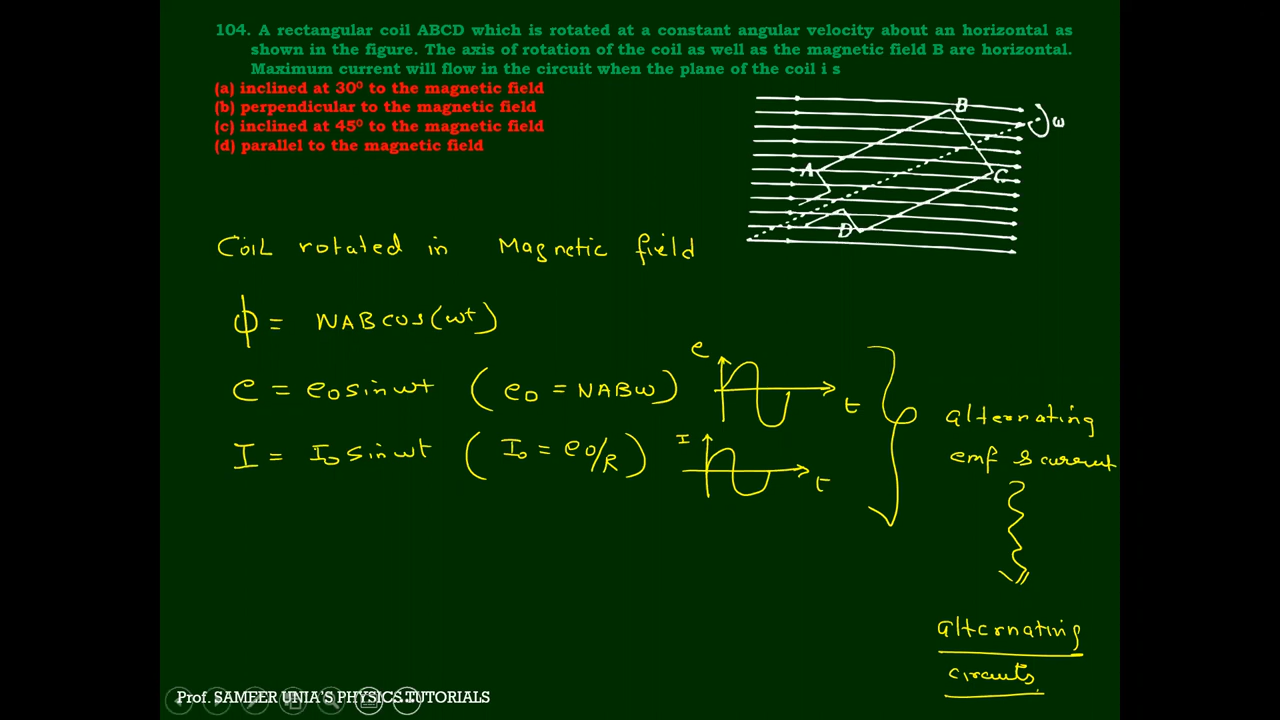 104. A rectangular coil ABCD which is rotated at a constant angular velocity about an horizontal as
shown in the figure. The axis of rotation of the coil as well as the magnetic field B are horizontal.
Maximum current will flow in the circuit when the plane of the coil i s
(a) inclined at 30⁰ to the magnetic field
(b) perpendicular to the magnetic field
(c) inclined at 45⁰ to the magnetic field
(d) parallel to the magnetic field
B
ω
A
C
D
COIL rotated in Magnetic field
ϕ = NABcos(ωt)
e = e0sinωt (e0 = NABω)
e
t
I = I0sinωt (I0 = e0/R)
I
t
alternating
emf & current
alternating
circuits
Prof. SAMEER UNIA'S PHYSICS TUTORIALS